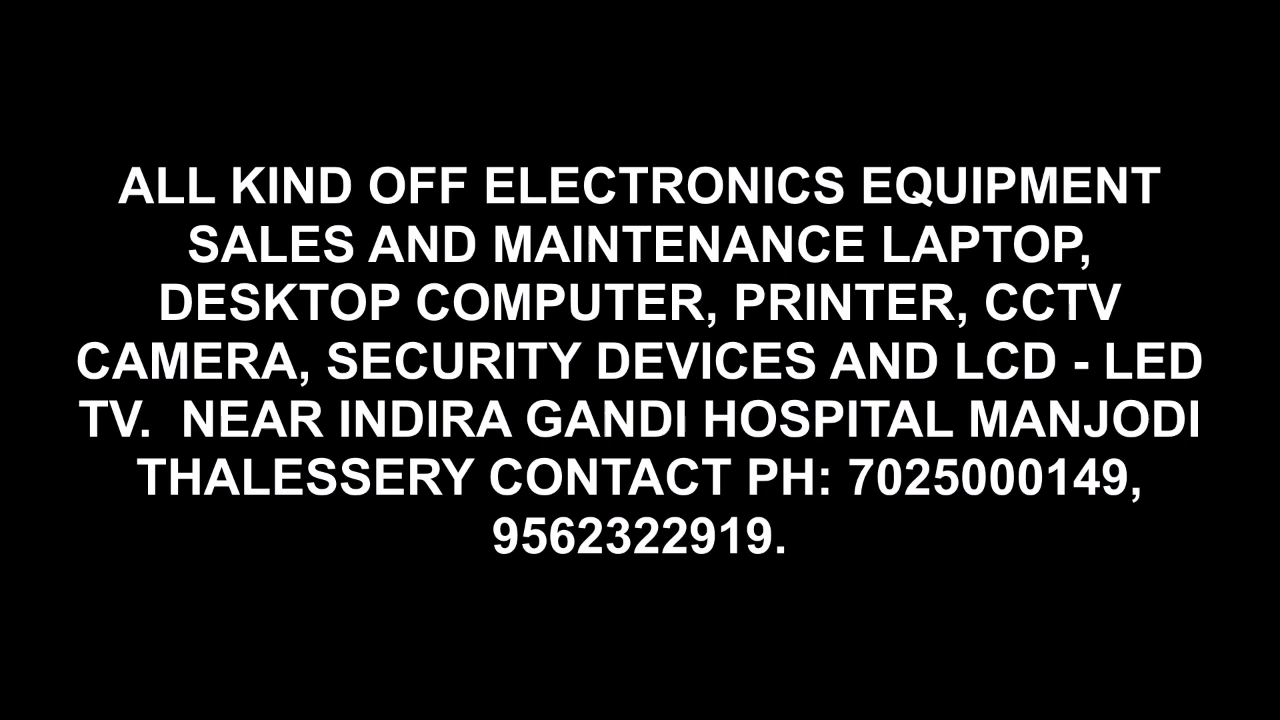 ALL KIND OFF ELECTRONICS EQUIPMENT
SALES AND MAINTENANCE LAPTOP,
DESKTOP COMPUTER, PRINTER, CCTV
CAMERA, SECURITY DEVICES AND LCD - LED
TV.  NEAR INDIRA GANDI HOSPITAL MANJODI
THALESSERY CONTACT PH: 7025000149,
9562322919.